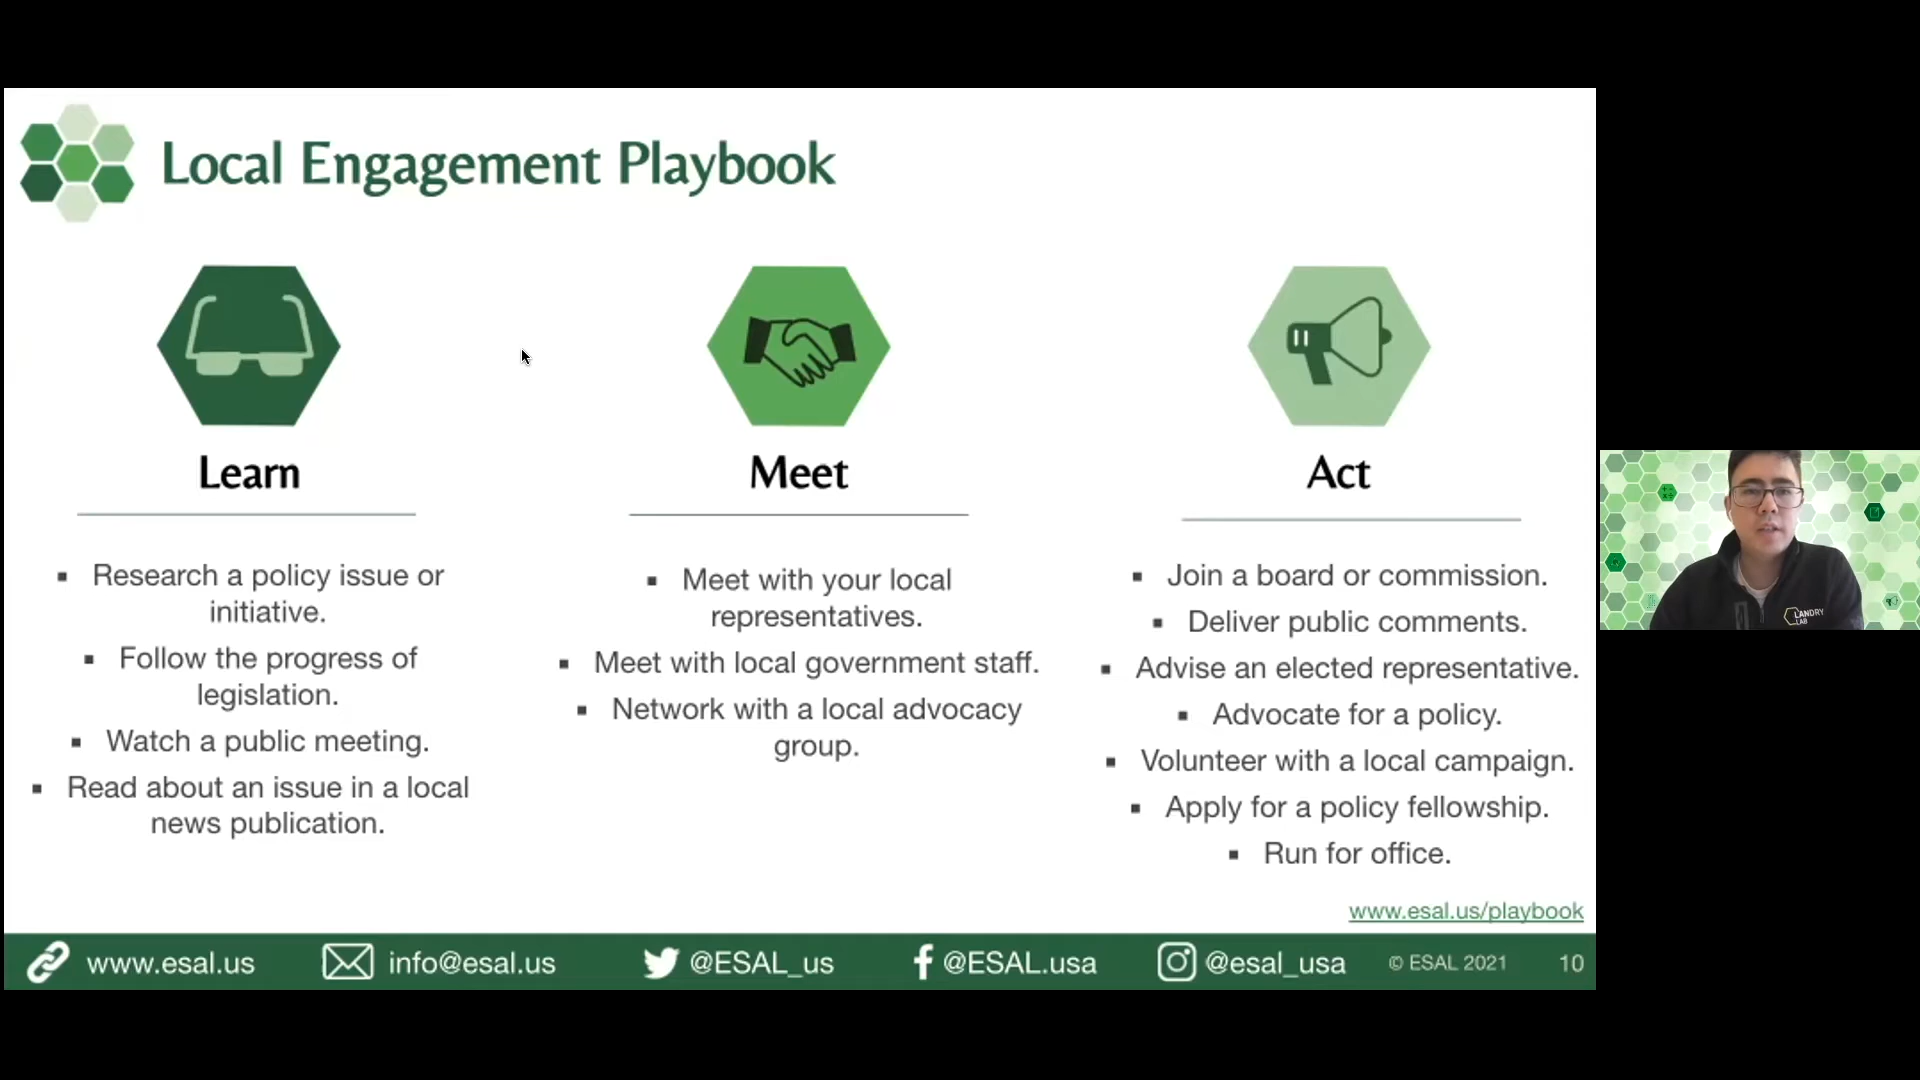 Local Engagement Playbook
Learn
▪ Research a policy issue or
initiative.
▪ Follow the progress of
legislation.
▪ Watch a public meeting.
▪ Read about an issue in a local
news publication.
Meet
▪ Meet with your local
representatives.
▪ Meet with local government staff.
▪ Network with a local advocacy
group.
Act
▪ Join a board or commission.
▪ Deliver public comments.
▪ Advise an elected representative.
▪ Advocate for a policy.
▪ Volunteer with a local campaign.
▪ Apply for a policy fellowship.
▪ Run for office.
www.esal.us/playbook
www.esal.us info@esal.us @ESAL_us @ESAL.usa @esal_usa © ESAL 2021 10
LANDRY
LAB